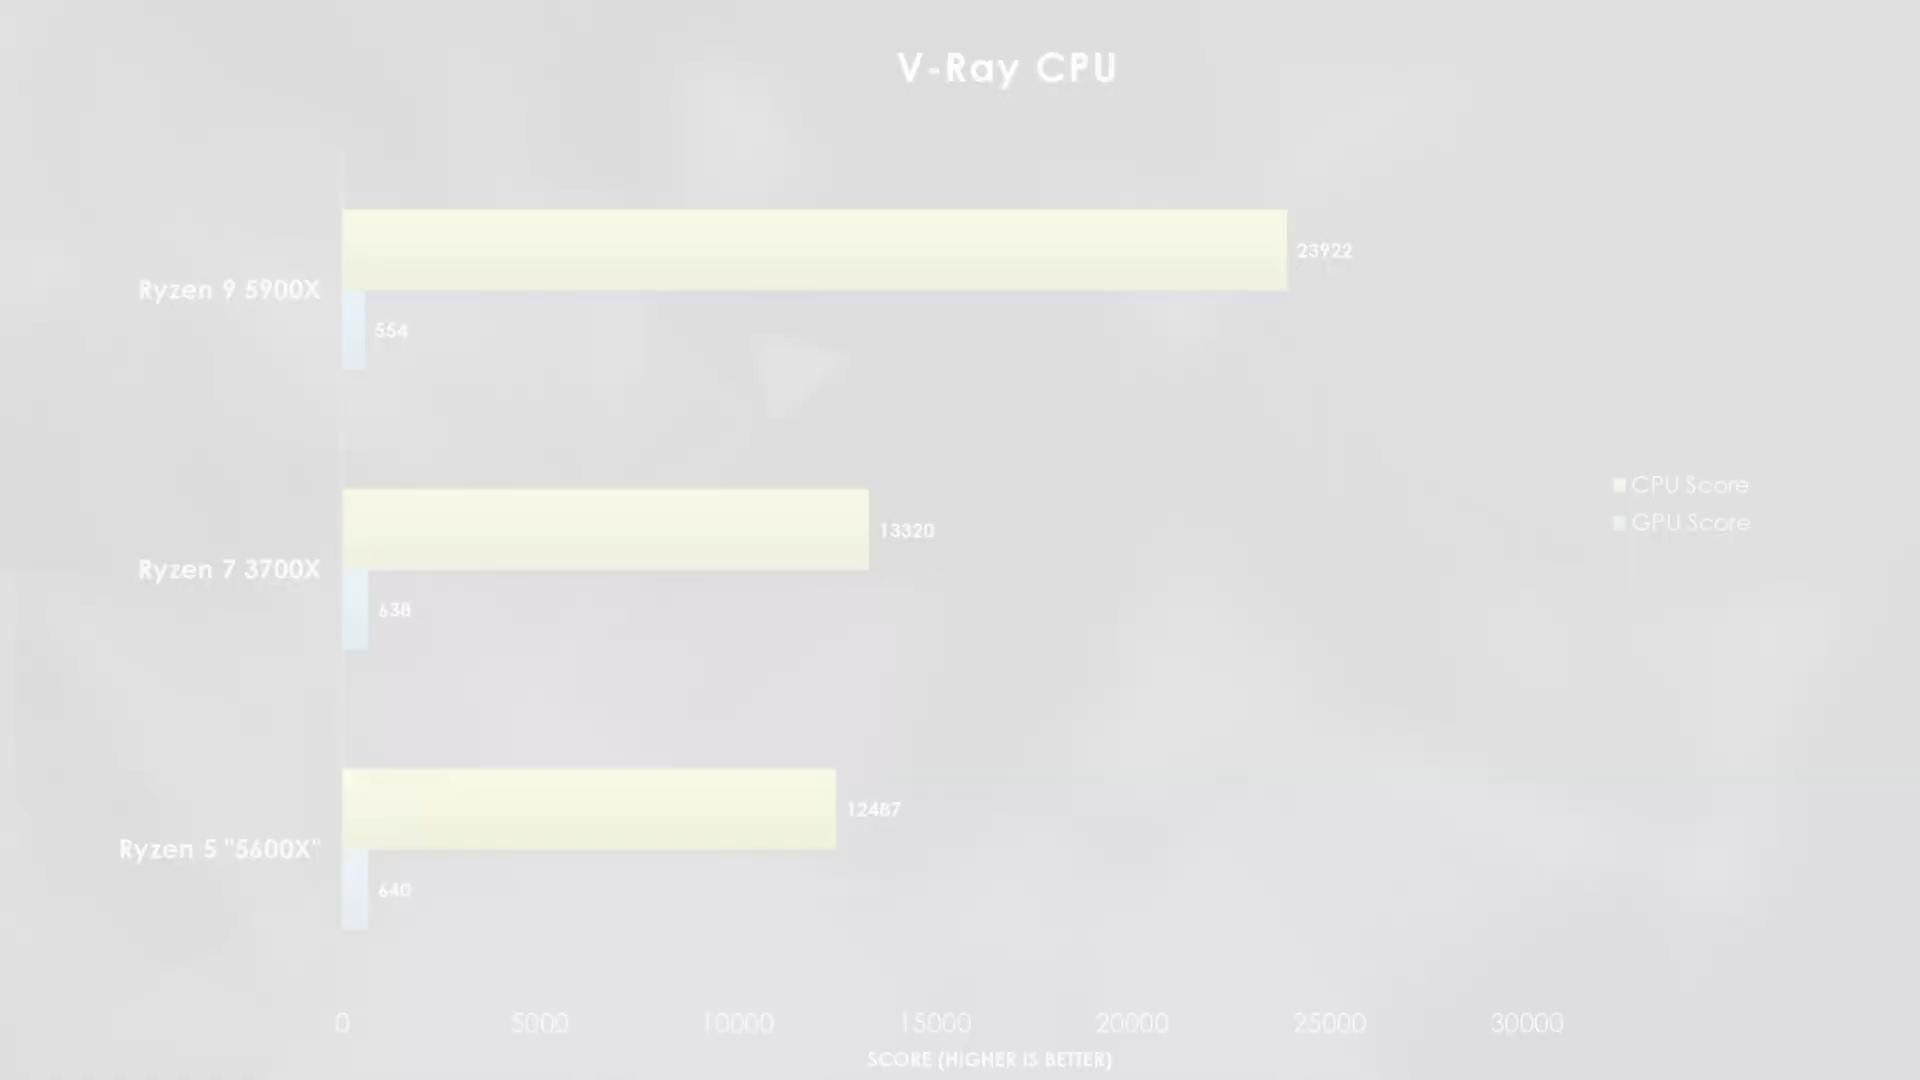 V-Ray CPU
23922
Ryzen 9 5900X
554
13320
Ryzen 7 3700X
638
12487
Ryzen 5 "5600X"
640
CPU Score
GPU Score
0 5000 10000 15000 20000 25000 30000
SCORE (HIGHER IS BETTER)